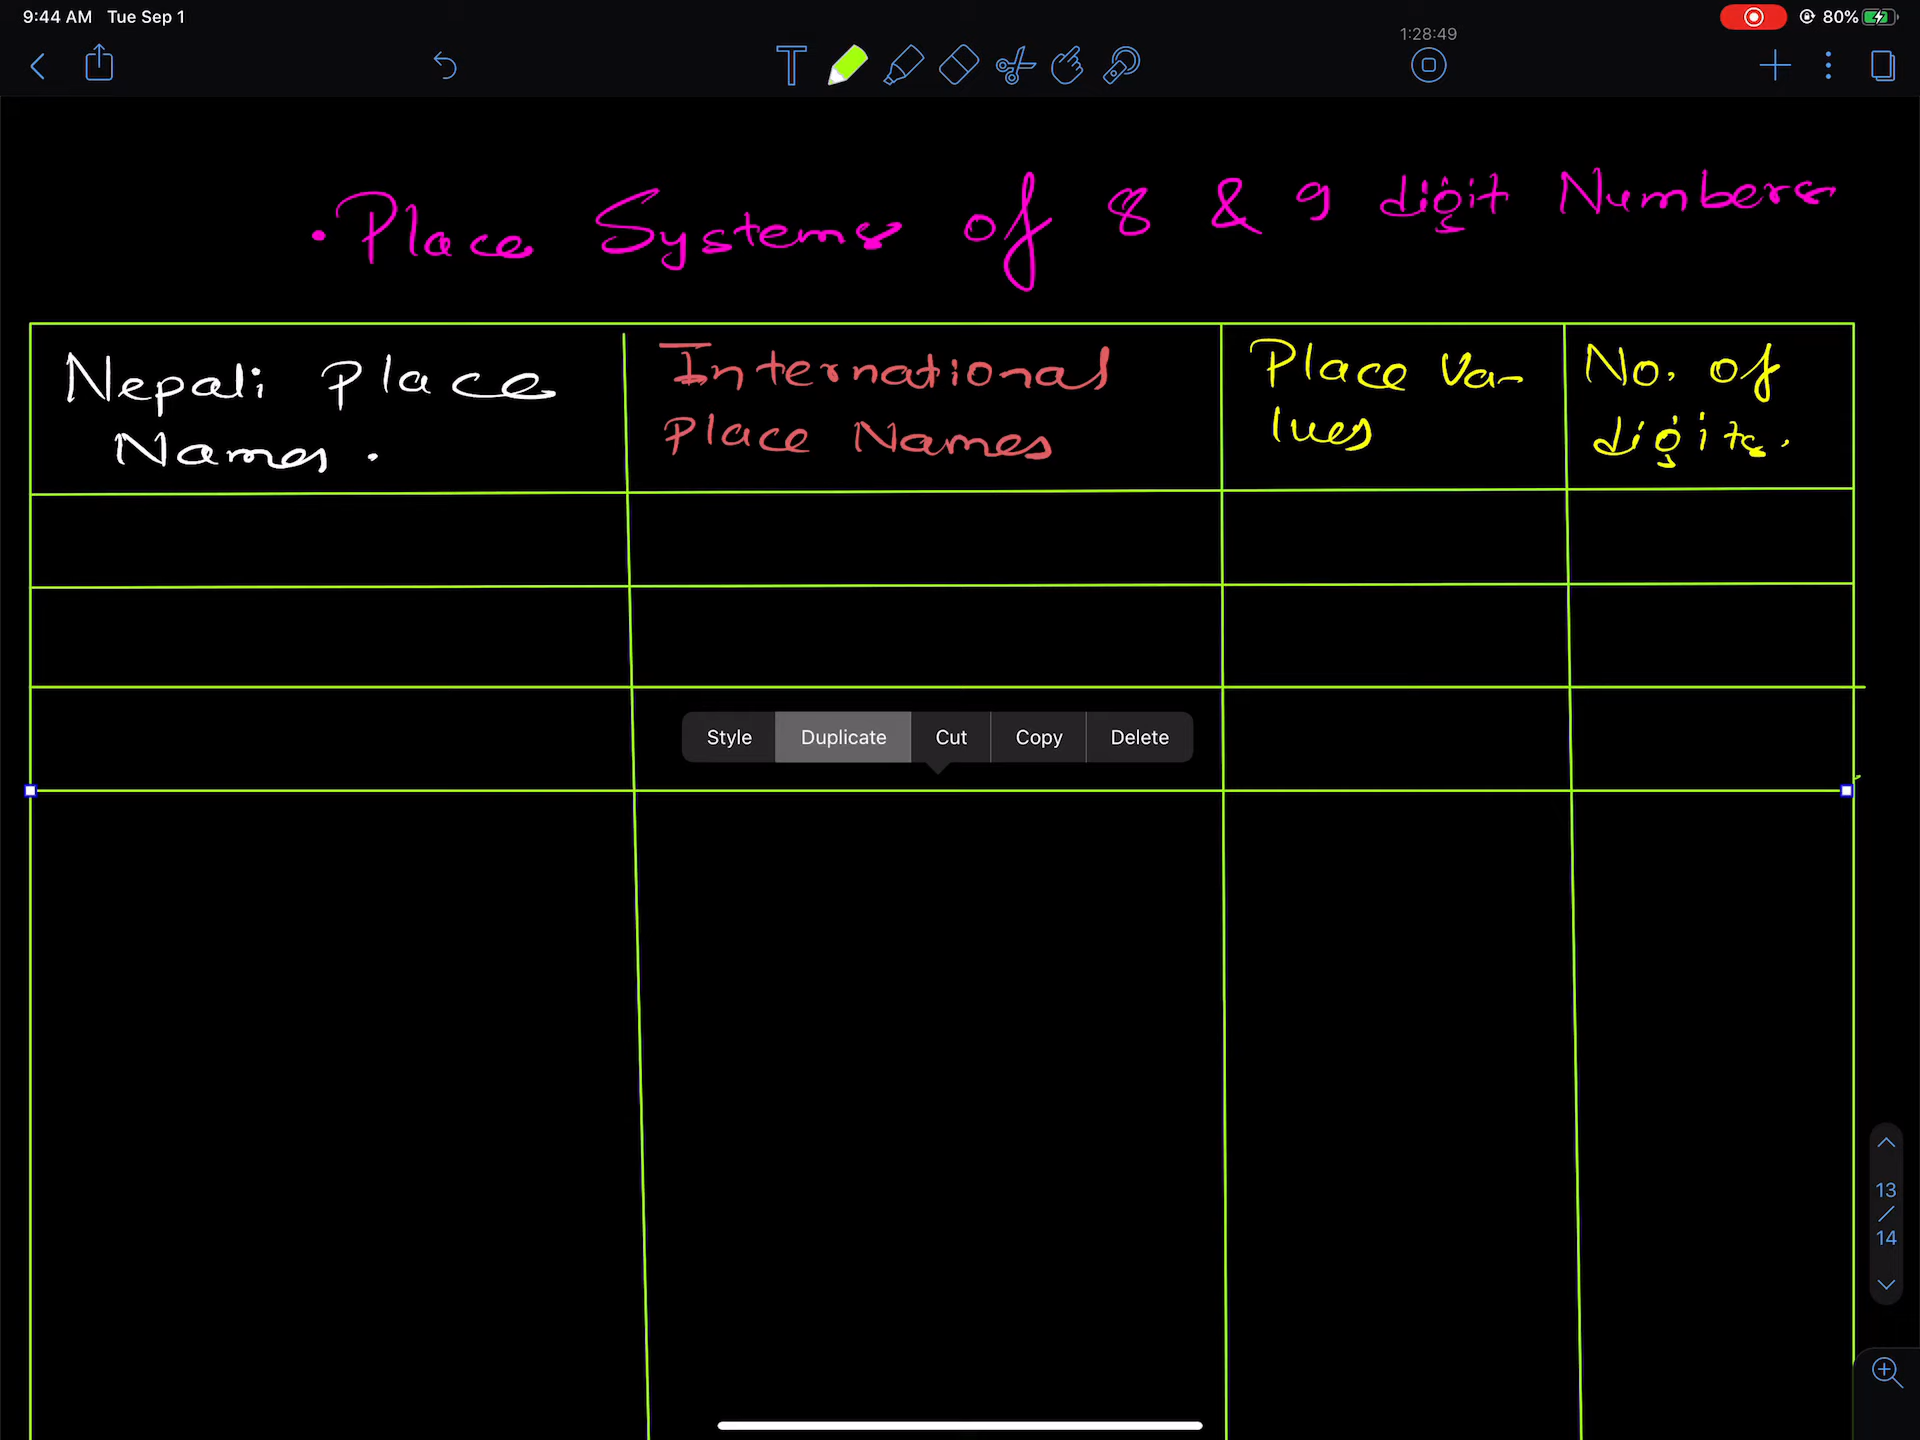 9:44 AM Tue Sep 1
80%
1:28:49
• Place Systems of 8 & 9 digit Numbers
Nepali Place
Names.
International
Place Names
Place Va-
lues
No. of
digits.
Style Duplicate Cut Copy Delete
13
/
14